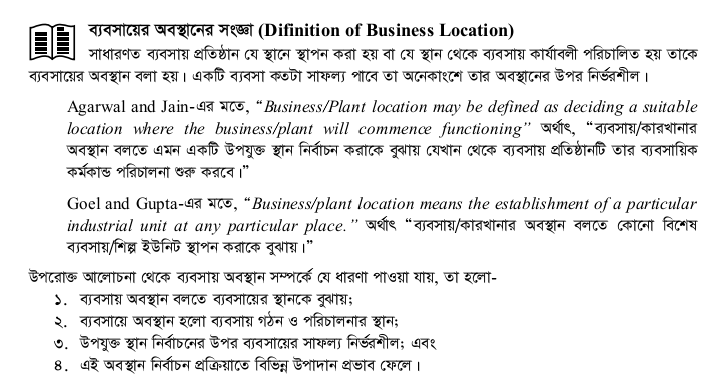 ব্যবসায়ের অবস্থানের সংজ্ঞা (Difinition of Business Location)
সাধারণত ব্যবসায় প্রতিষ্ঠান যে স্থানে স্থাপন করা হয় বা যে স্থান থেকে ব্যবসায় কার্যাবলী পরিচালিত হয় তাকে
ব্যবসায়ের অবস্থান বলা হয়। একটি ব্যবসা কতটা সাফল্য পাবে তা অনেকাংশে তার অবস্থানের উপর নির্ভরশীল।
Agarwal and Jain-এর মতে, “Business/Plant location may be defined as deciding a suitable
location where the business/plant will commence functioning” অর্থাৎ, “ব্যবসায়/কারখানার
অবস্থান বলতে এমন একটি উপযুক্ত স্থান নির্বাচন করাকে বুঝায় যেখান থেকে ব্যবসায় প্রতিষ্ঠানটি তার ব্যবসায়িক
কর্মকান্ড পরিচালনা শুরু করবে।”
Goel and Gupta-এর মতে, “Business/plant location means the establishment of a particular
industrial unit at any particular place.” অর্থাৎ “ব্যবসায়/কারখানার অবস্থান বলতে কোনো বিশেষ
ব্যবসায়/শিল্প ইউনিট স্থাপন করাকে বুঝায়।”
উপরোক্ত আলোচনা থেকে ব্যবসায় অবস্থান সম্পর্কে যে ধারণা পাওয়া যায়, তা হলো-
১. ব্যবসায় অবস্থান বলতে ব্যবসায়ের স্থানকে বুঝায়;
২. ব্যবসায়ে অবস্থান হলো ব্যবসায় গঠন ও পরিচালনার স্থান;
৩. উপযুক্ত স্থান নির্বাচনের উপর ব্যবসায়ের সাফল্য নির্ভরশীল; এবং
৪. এই অবস্থান নির্বাচন প্রক্রিয়াতে বিভিন্ন উপাদান প্রভাব ফেলে।